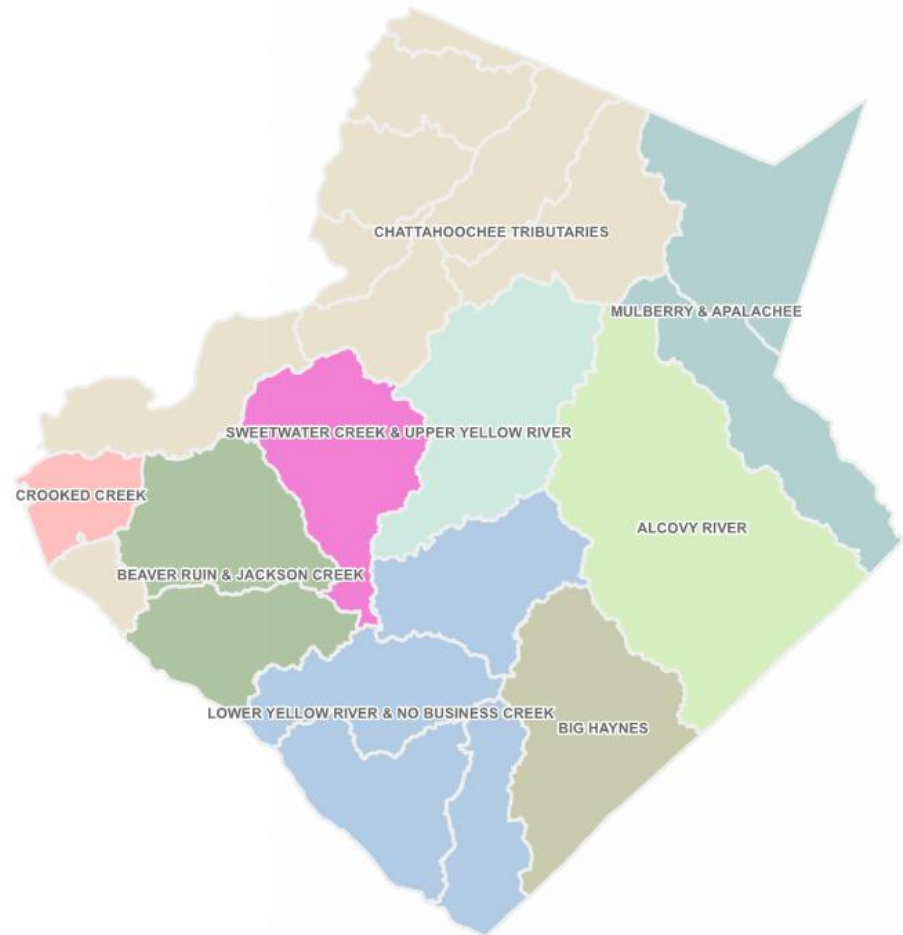 CHATTAHOOCHEE TRIBUTARIES
MULBERRY & APALACHEE
SWEETWATER CREEK & UPPER YELLOW RIVER
CROOKED CREEK
ALCOVY RIVER
BEAVER RUIN & JACKSON CREEK
LOWER YELLOW RIVER & NO BUSINESS CREEK
BIG HAYNES